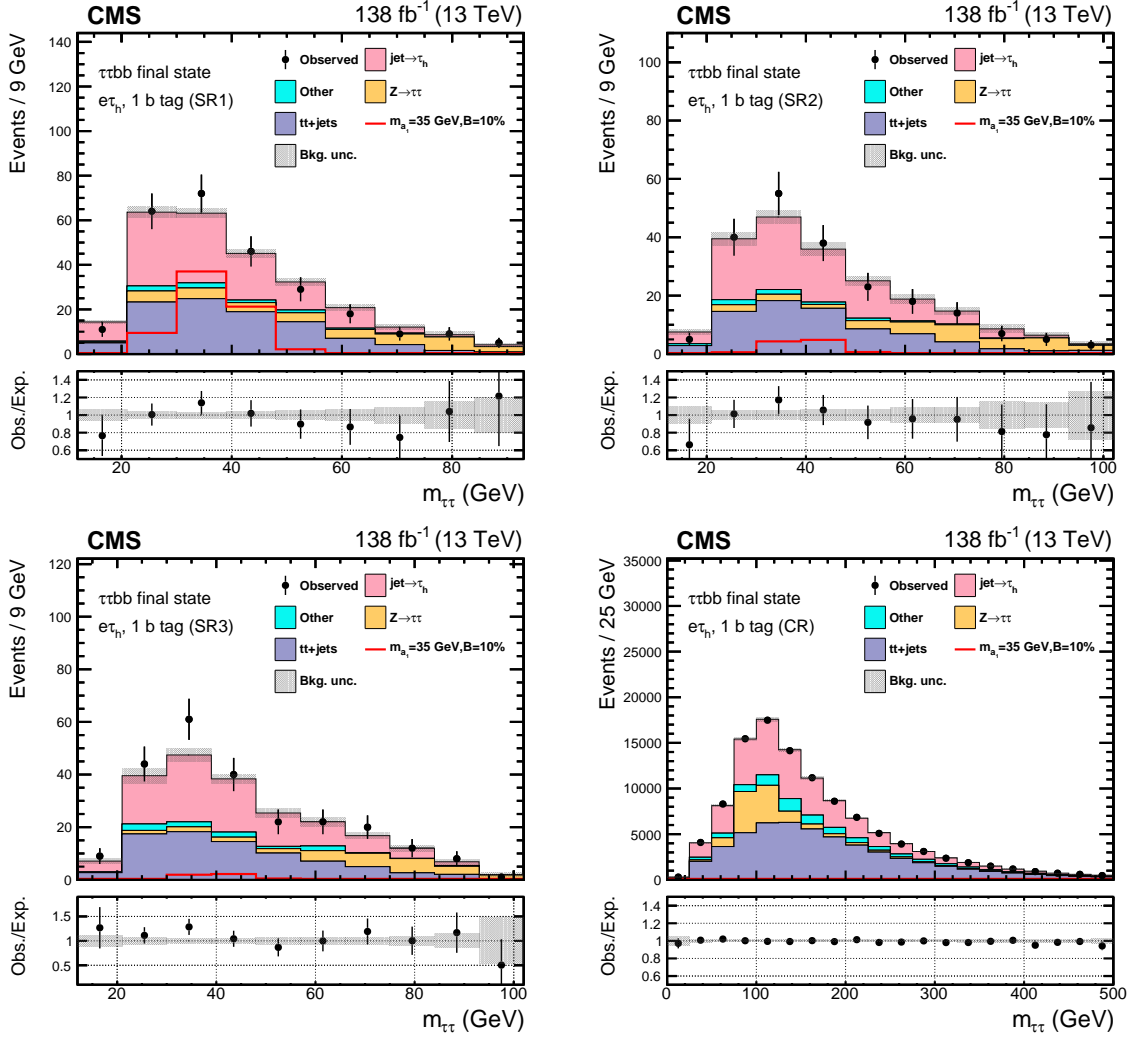 CMS 138 fb⁻¹ (13 TeV)
Events / 9 GeV
140
120
100
80
60
40
20
0
ττbb final state
eτh, 1 b tag (SR1)
Observed jet→τh
Other Z→ττ
tt+jets ma₁=35 GeV,B=10%
Bkg. unc.
Obs./Exp.
1.4
1.2
1
0.8
0.6
20 40 60 80
mττ (GeV)
CMS 138 fb⁻¹ (13 TeV)
Events / 9 GeV
100
80
60
40
20
0
ττbb final state
eτh, 1 b tag (SR2)
Observed jet→τh
Other Z→ττ
tt+jets ma₁=35 GeV,B=10%
Bkg. unc.
Obs./Exp.
1.4
1.2
1
0.8
0.6
20 40 60 80 100
mττ (GeV)
CMS 138 fb⁻¹ (13 TeV)
Events / 9 GeV
120
100
80
60
40
20
0
ττbb final state
eτh, 1 b tag (SR3)
Observed jet→τh
Other Z→ττ
tt+jets ma₁=35 GeV,B=10%
Bkg. unc.
Obs./Exp.
1.5
1
0.5
20 40 60 80 100
mττ (GeV)
CMS 138 fb⁻¹ (13 TeV)
Events / 25 GeV
35000
30000
25000
20000
15000
10000
5000
0
ττbb final state
eτh, 1 b tag (CR)
Observed jet→τh
Other Z→ττ
tt+jets ma₁=35 GeV,B=10%
Bkg. unc.
Obs./Exp.
1.4
1.2
1
0.8
0.6
0 100 200 300 400 500
mττ (GeV)